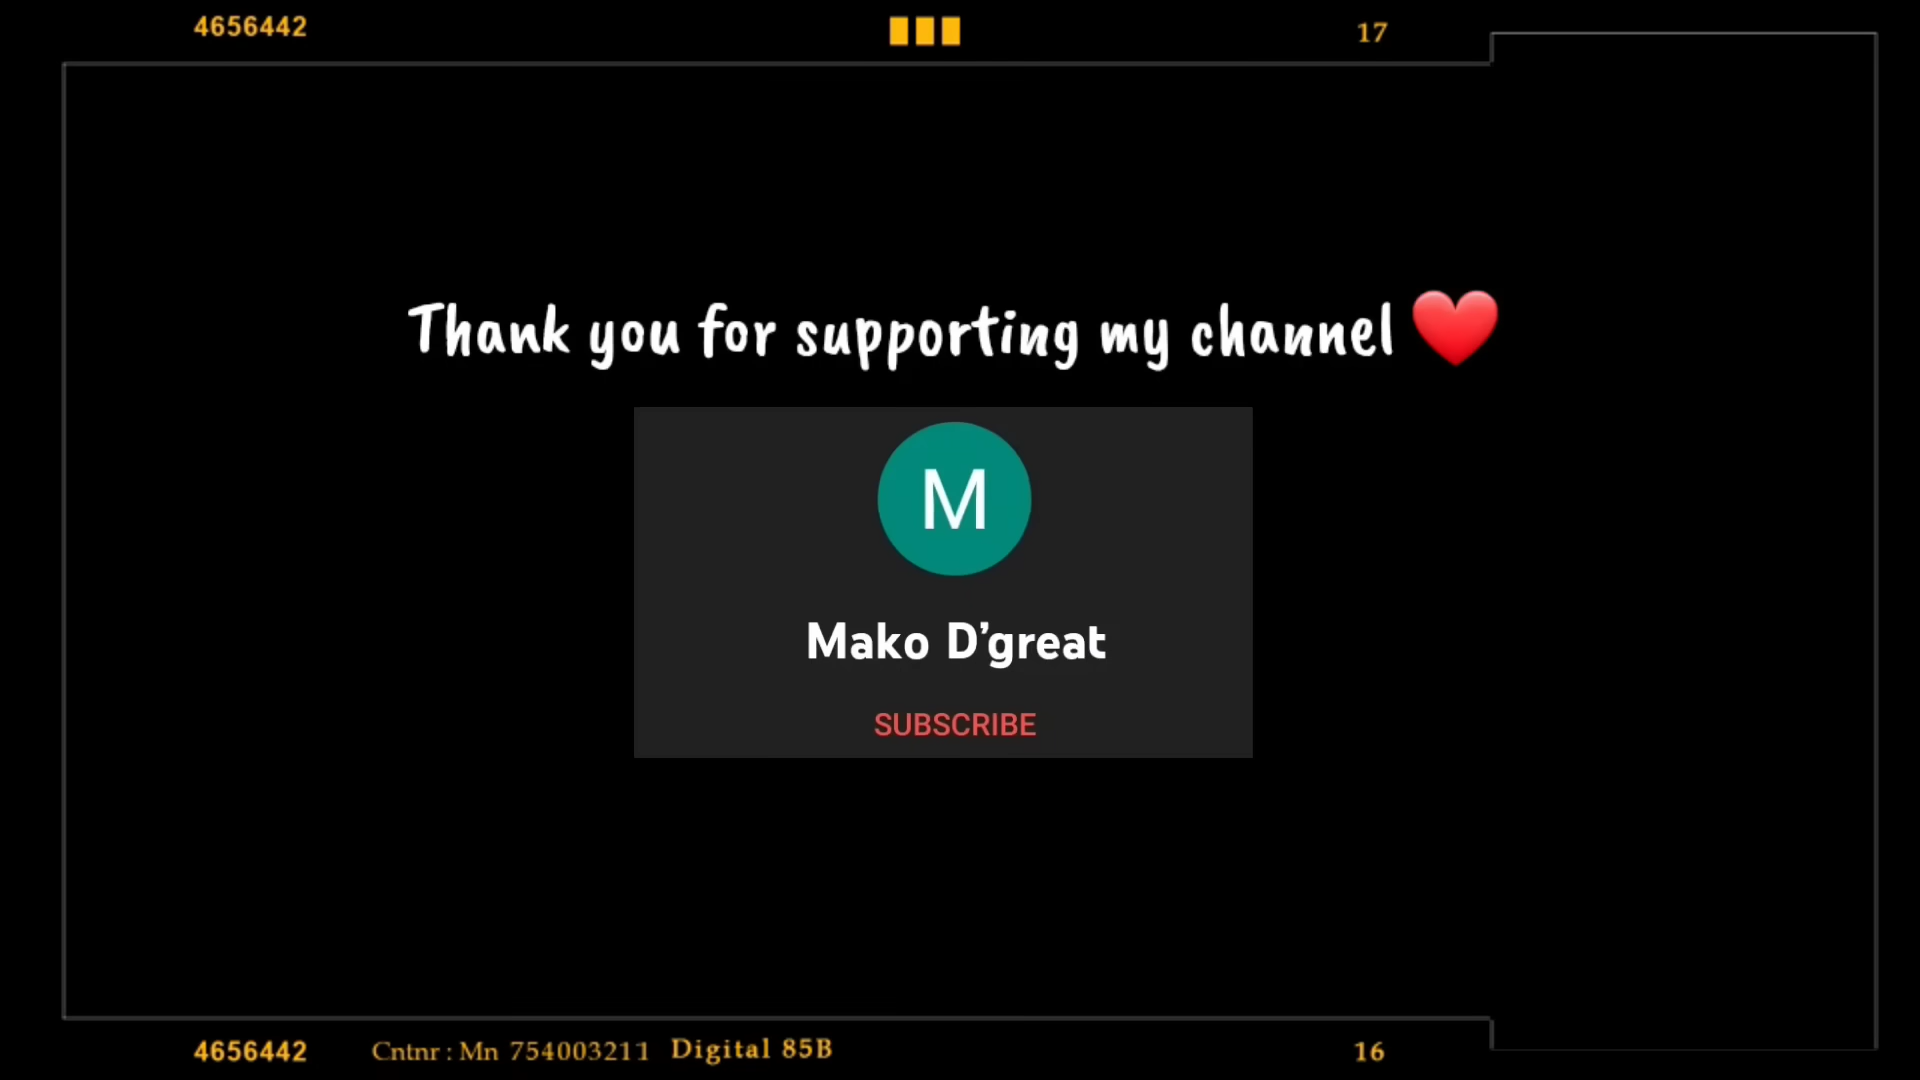 4656442 17
Thank you for supporting my channel ❤️
M
Mako D'great
SUBSCRIBE
4656442 Cntnr : Mn 754003211 Digital 85B 16